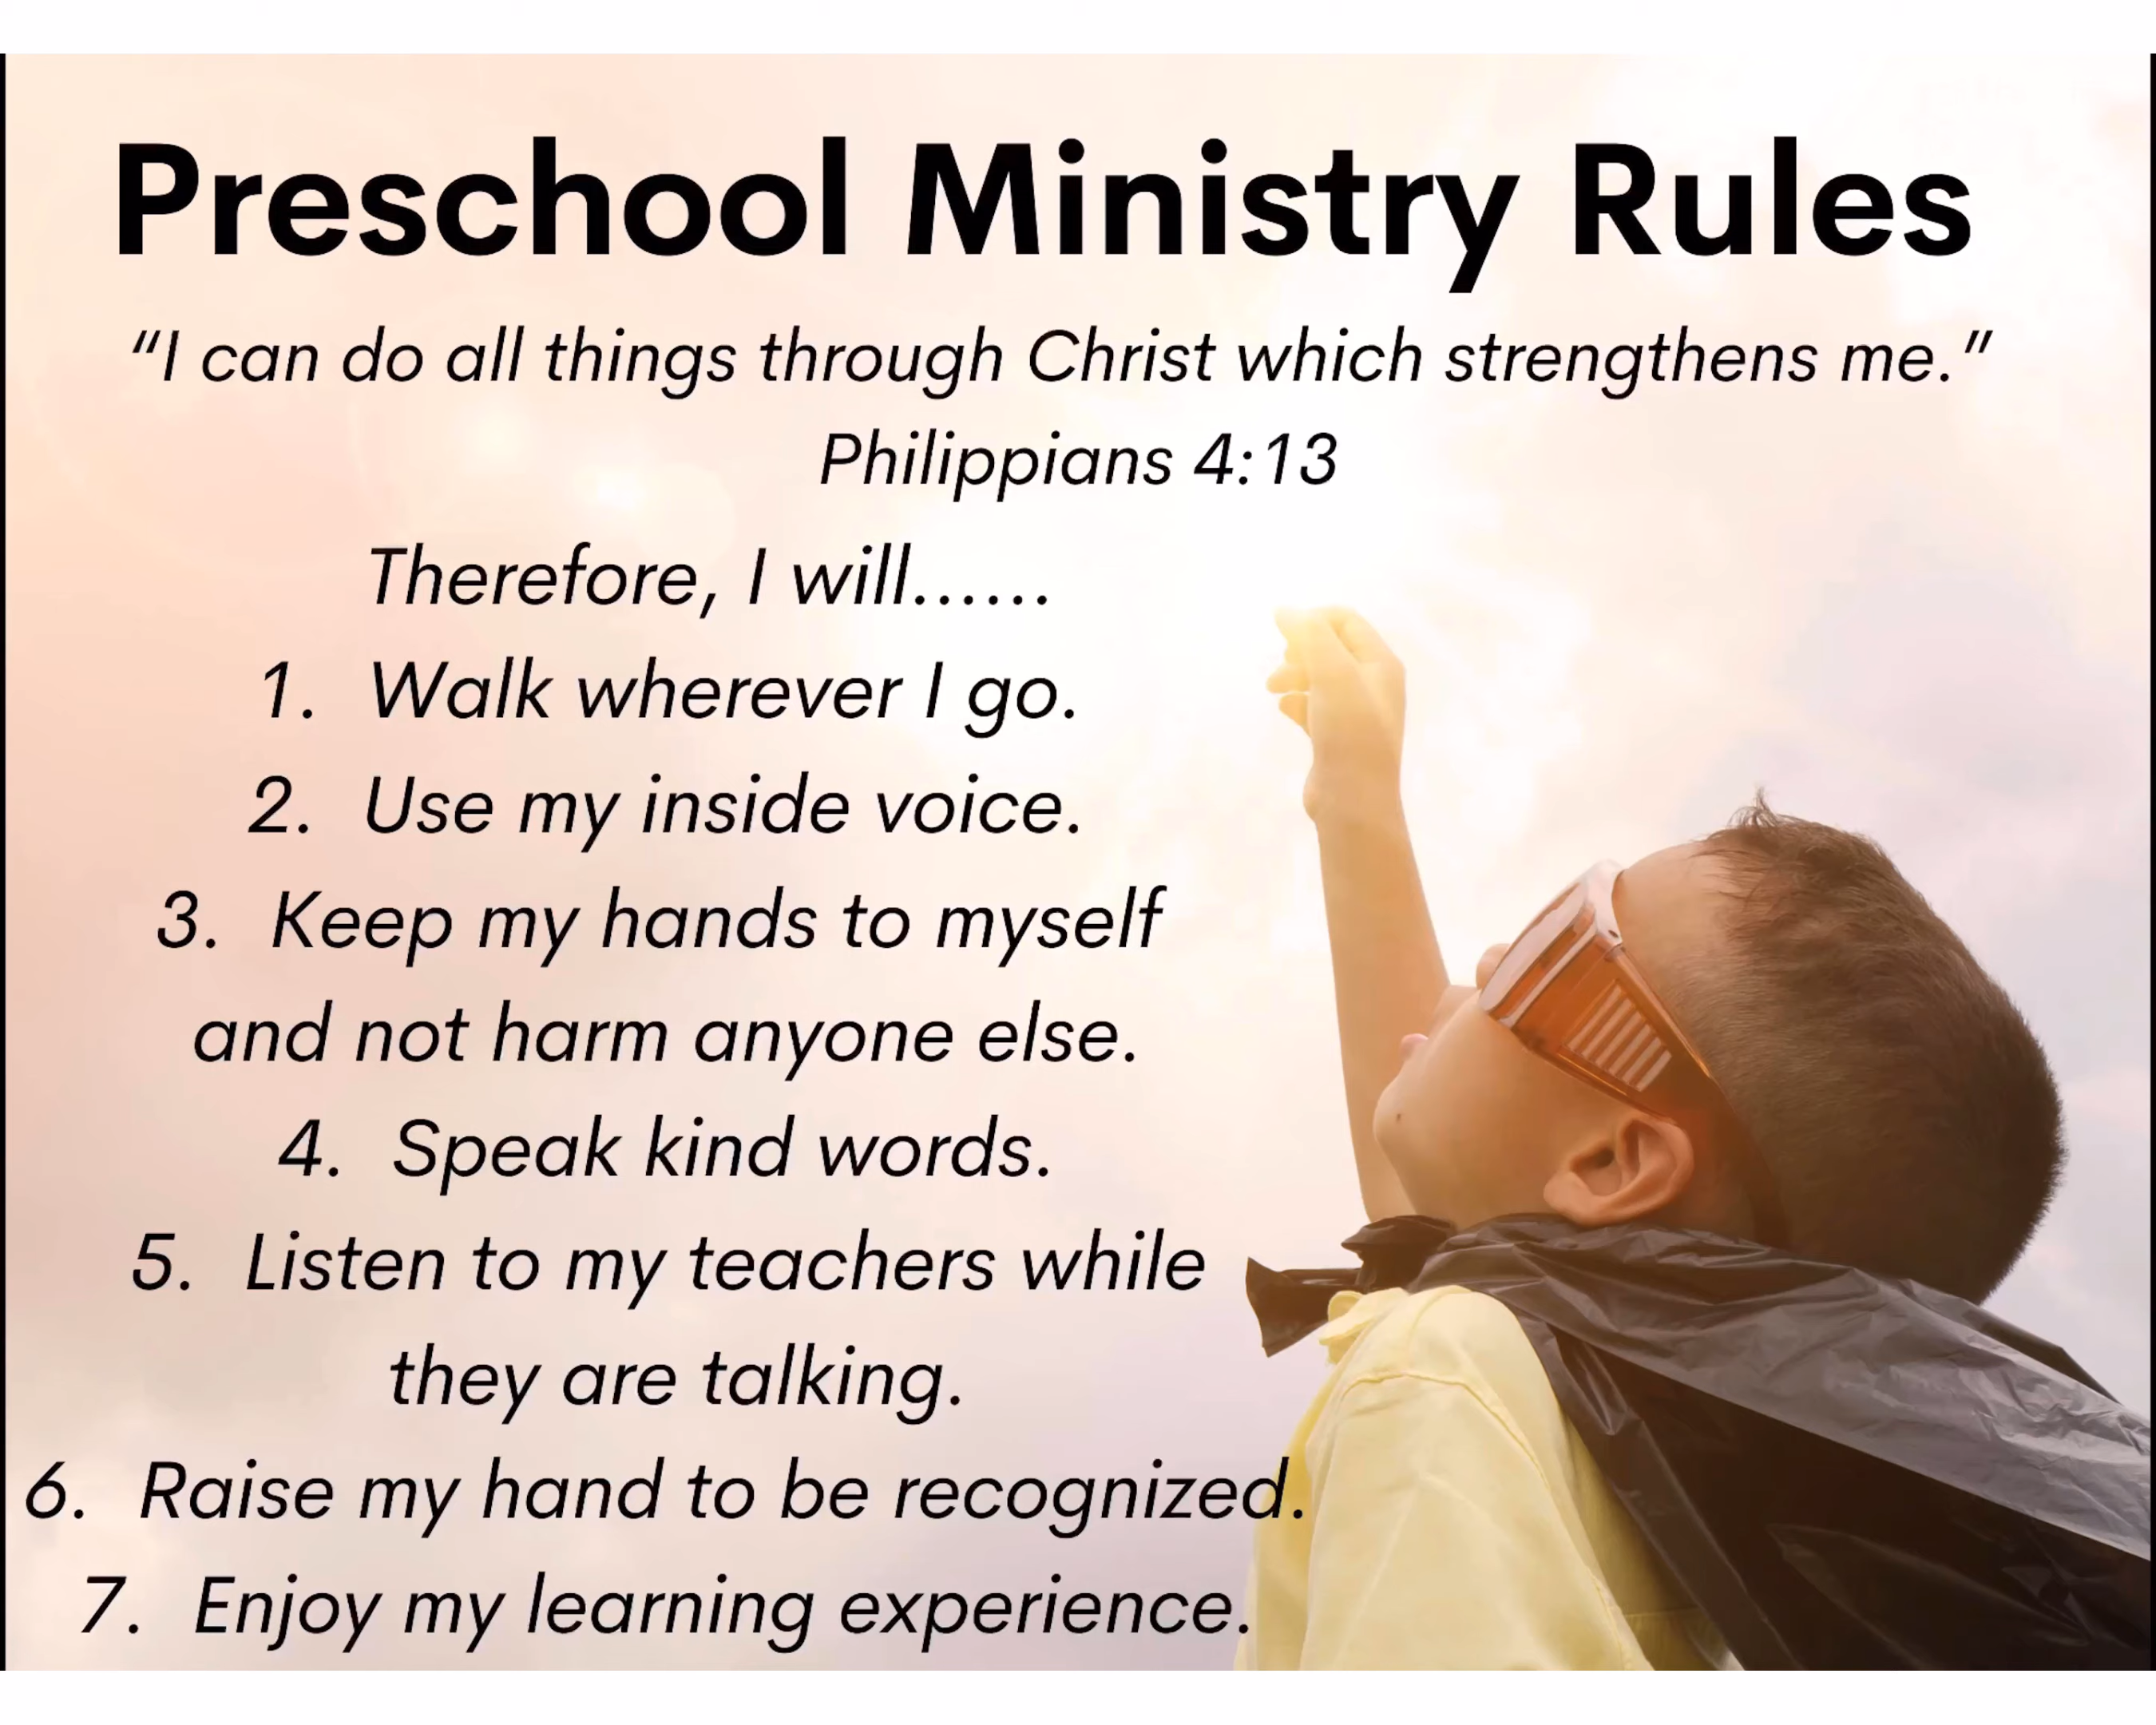 Preschool Ministry Rules
“I can do all things through Christ which strengthens me.”
Philippians 4:13
Therefore, I will......
1. Walk wherever I go.
2. Use my inside voice.
3. Keep my hands to myself
and not harm anyone else.
4. Speak kind words.
5. Listen to my teachers while
they are talking.
6. Raise my hand to be recognized.
7. Enjoy my learning experience.